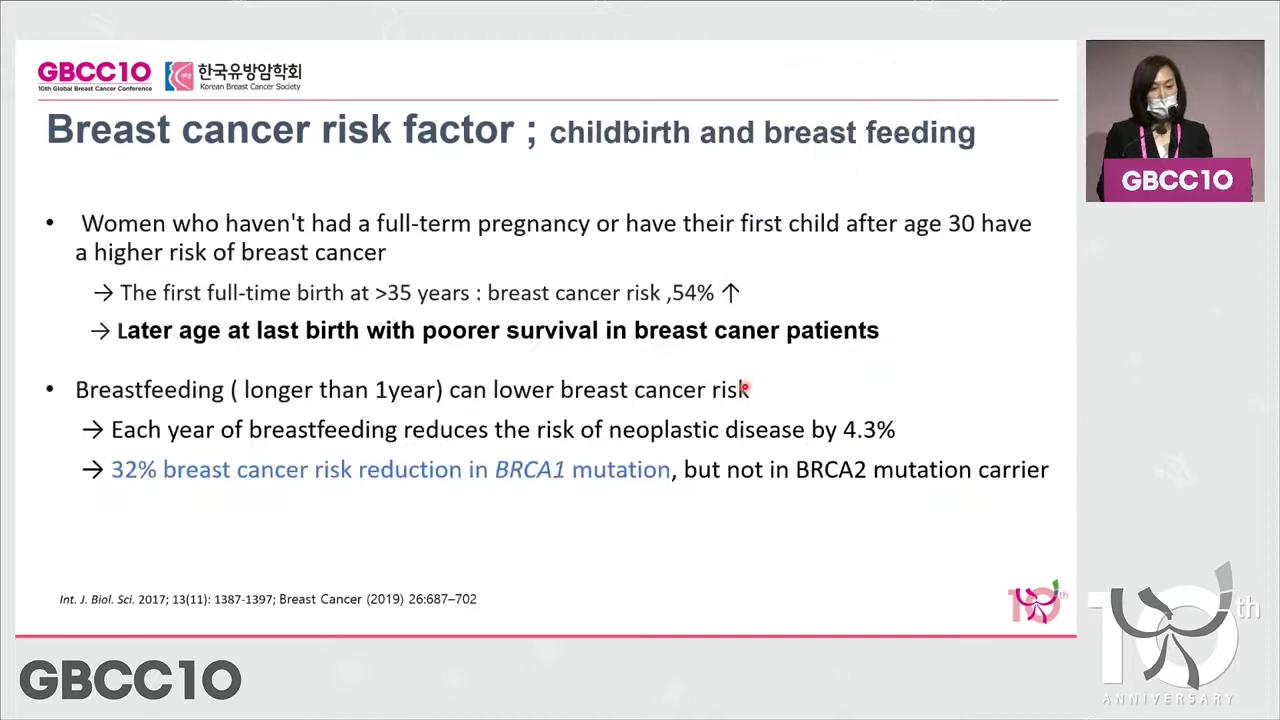 GBCC10
10th Global Breast Cancer Conference
한국유방암학회
Korean Breast Cancer Society
Breast cancer risk factor ; childbirth and breast feeding
• Women who haven't had a full-term pregnancy or have their first child after age 30 have
a higher risk of breast cancer
→ The first full-time birth at >35 years : breast cancer risk ,54% ↑
→ Later age at last birth with poorer survival in breast caner patients
• Breastfeeding ( longer than 1year) can lower breast cancer risk
→ Each year of breastfeeding reduces the risk of neoplastic disease by 4.3%
→ 32% breast cancer risk reduction in BRCA1 mutation, but not in BRCA2 mutation carrier
Int. J. Biol. Sci. 2017; 13(11): 1387-1397; Breast Cancer (2019) 26:687–702
10th
GBCC10
GBCC10
10th
ANNIVERSARY